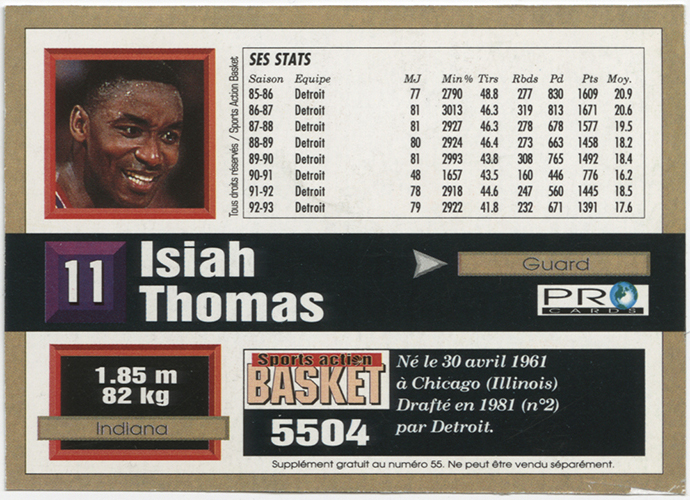 SES STATS
Saison Equipe MJ Min % Tirs Rbds Pd Pts Moy.
85-86 Detroit 77 2790 48.8 277 830 1609 20.9
86-87 Detroit 81 3013 46.3 319 813 1671 20.6
87-88 Detroit 81 2927 46.3 278 678 1577 19.5
88-89 Detroit 80 2924 46.4 273 663 1458 18.2
89-90 Detroit 81 2993 43.8 308 765 1492 18.4
90-91 Detroit 48 1657 43.5 160 446 776 16.2
91-92 Detroit 78 2918 44.6 247 560 1445 18.5
92-93 Detroit 79 2922 41.8 232 671 1391 17.6
Tous droits réservés / Sports Action Basket
11
Isiah
Thomas
Guard
PRO
CARDS
1.85 m
82 kg
Indiana
Sports action
BASKET
5504
Né le 30 avril 1961
à Chicago (Illinois)
Drafté en 1981 (n°2)
par Detroit.
Supplément gratuit au numéro 55. Ne peut être vendu séparément.